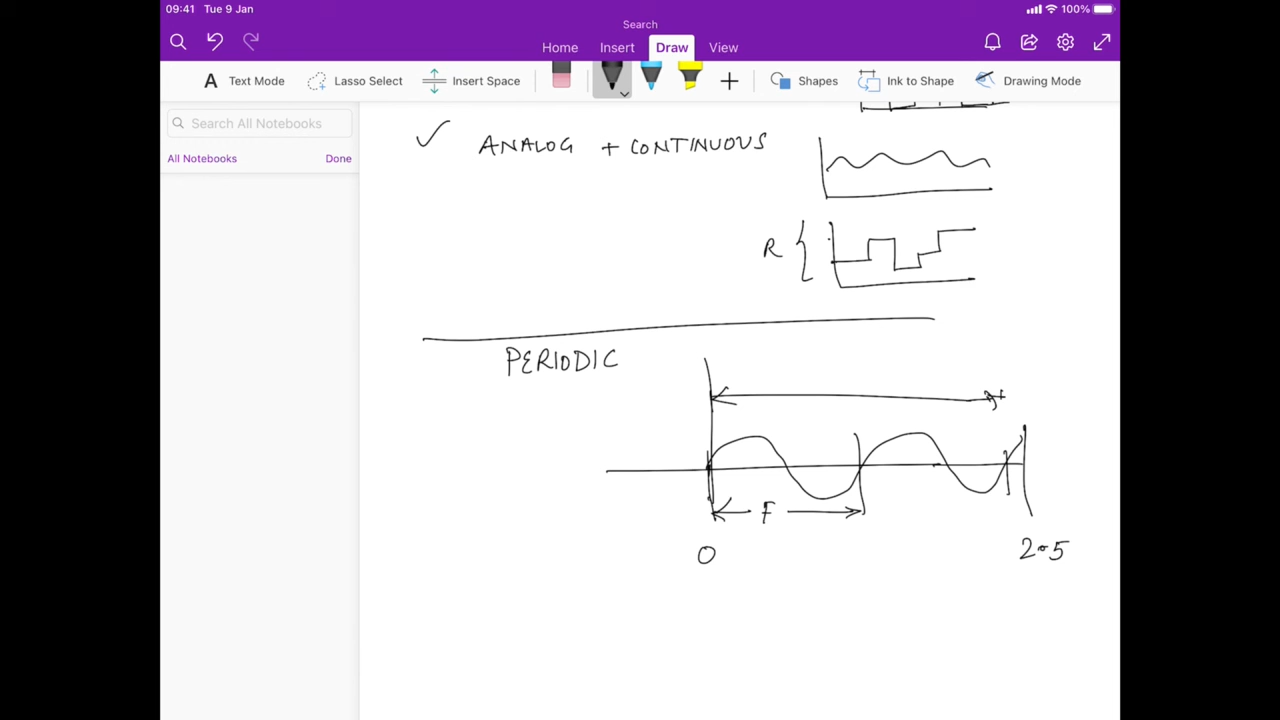 09:41 Tue 9 Jan
100%
Search
Home Insert Draw View
Text Mode Lasso Select Insert Space Shapes Ink to Shape Drawing Mode
Search All Notebooks
All Notebooks Done
ANALOG + CONTINUOUS
R
PERIODIC
F
0 2.5